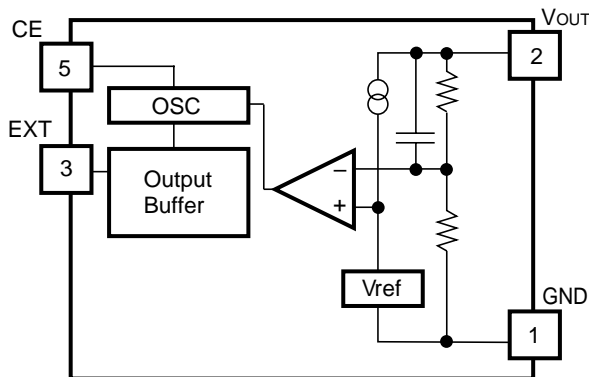 CE
VOUT
5
2
OSC
EXT
3
Output
Buffer
−
+
Vref
GND
1